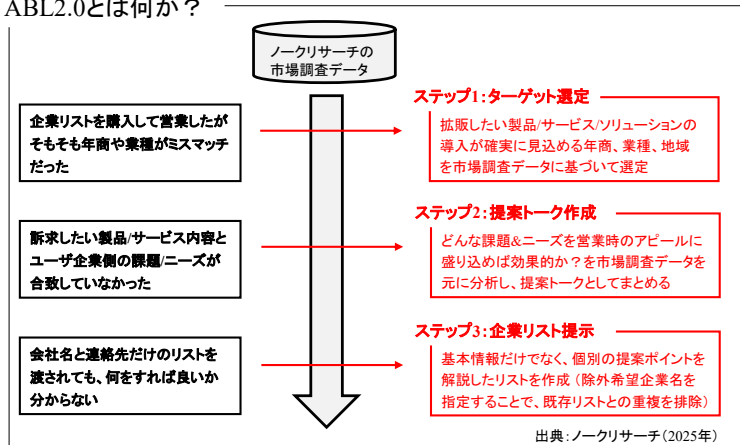 ABL2.0とは何か？
ノークリサーチの
市場調査データ
企業リストを購入して営業したが
そもそも年商や業種がミスマッチ
だった
ステップ1：ターゲット選定
拡販したい製品/サービス/ソリューションの
導入が確実に見込める年商、業種、地域
を市場調査データに基づいて選定
訴求したい製品/サービス内容と
ユーザ企業側の課題/ニーズが
合致していなかった
ステップ2：提案トーク作成
どんな課題&ニーズを営業時のアピールに
盛り込めば効果的か？を市場調査データを
元に分析し、提案トークとしてまとめる
会社名と連絡先だけのリストを
渡されても、何をすれば良いか
分からない
ステップ3：企業リスト提示
基本情報だけでなく、個別の提案ポイントを
解説したリストを作成（除外希望企業名を
指定することで、既存リストとの重複を排除）
出典：ノークリサーチ（2025年）